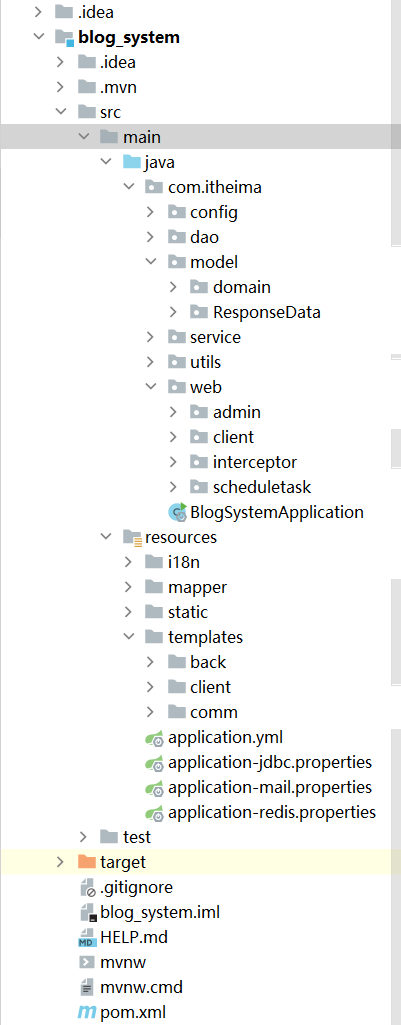 .idea
blog_system
.idea
.mvn
src
main
java
com.itheima
config
dao
model
domain
ResponseData
service
utils
web
admin
client
interceptor
scheduletask
BlogSystemApplication
resources
i18n
mapper
static
templates
back
client
comm
application.yml
application-jdbc.properties
application-mail.properties
application-redis.properties
test
target
.gitignore
blog_system.iml
HELP.md
mvnw
mvnw.cmd
pom.xml